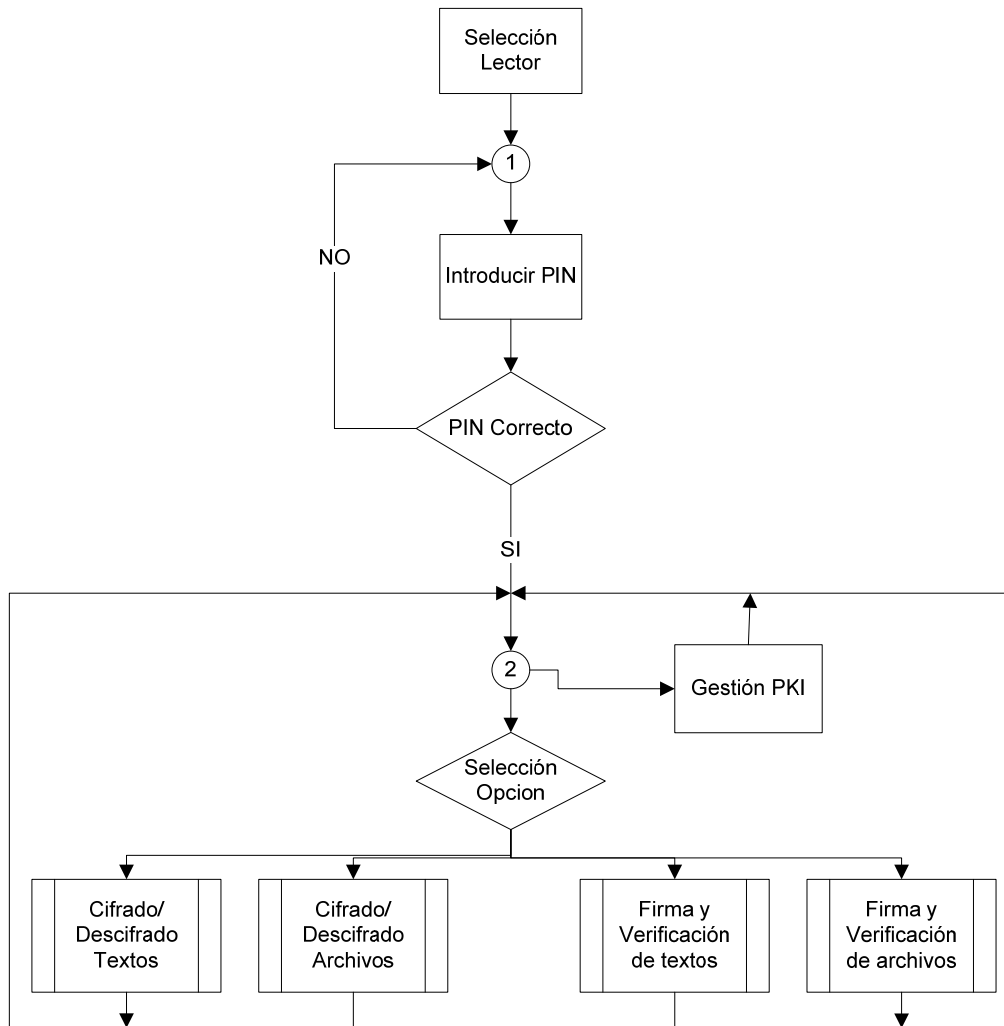 Selección
Lector
1
Introducir PIN
NO
PIN Correcto
SI
2
Gestión PKI
Selección
Opcion
Cifrado/
Descifrado
Textos
Cifrado/
Descifrado
Archivos
Firma y
Verificación
de textos
Firma y
Verificación
de archivos